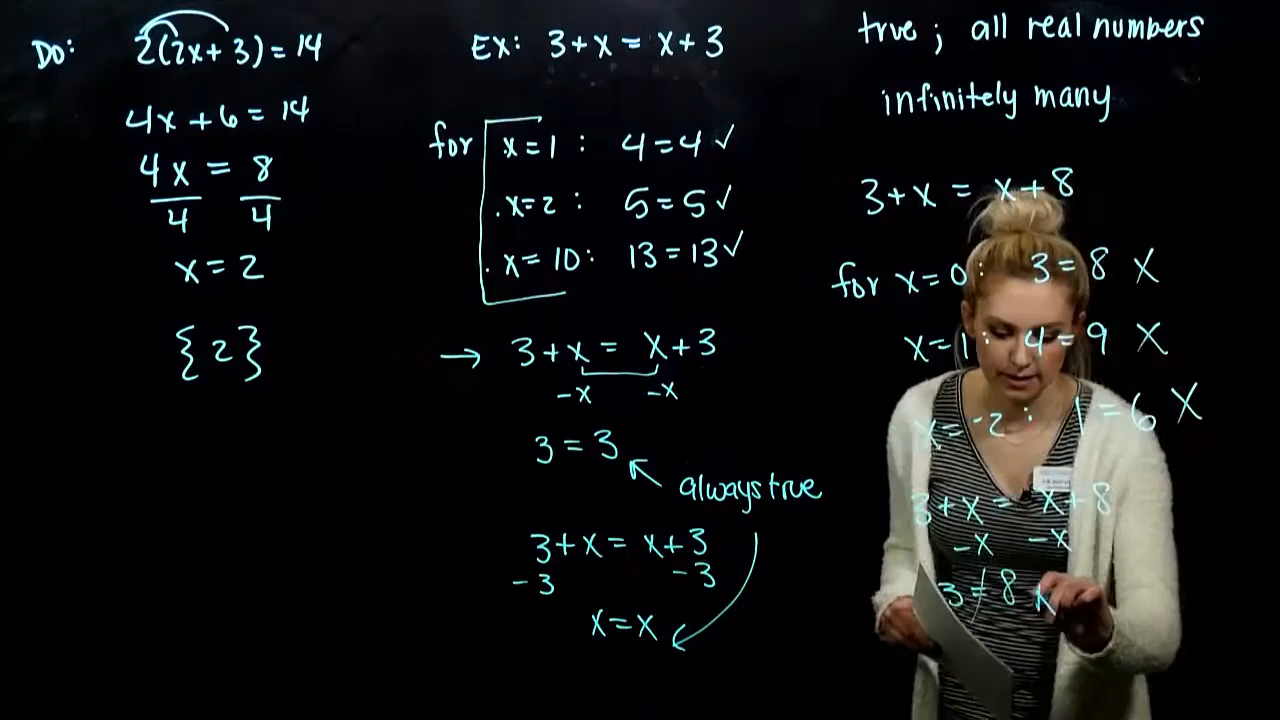 DO: 2(2x+3)=14
4x+6=14
4x = 8
4 4
x=2
{2}
EX: 3+x = x+3
for x=1: 4=4 ✓
x=2: 5=5 ✓
x=10: 13=13 ✓
→ 3+x = x+3
-x -x
3=3
always true
3+x = x+3
-3 -3
x=x
true; all real numbers
infinitely many
3+x = x+8
for x=0: 3=8 X
x=1: 4=9 X
x=-2: 1=6 X
3+x = x+8
-x -x
3≠8